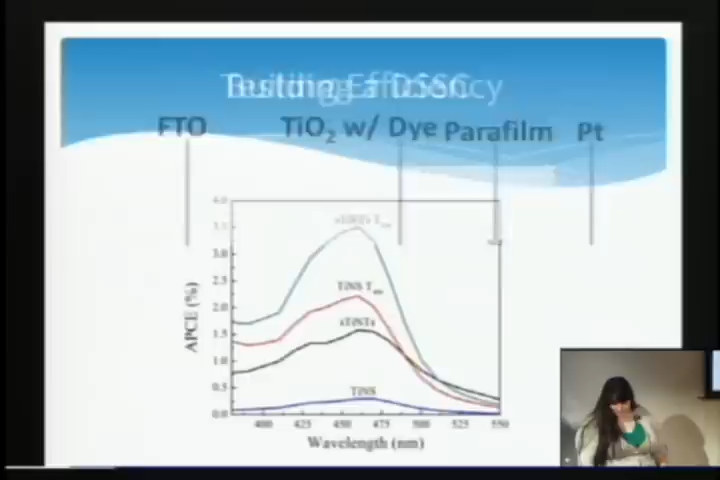 Testing Efficiency
Building a DSSC
FTO TiO₂ w/ Dye Parafilm Pt
4.0
3.5
3.0
2.5
2.0
1.5
1.0
0.5
0.0
APCE (%)
TiNS
400 425 450 475 500 525 550
Wavelength (nm)